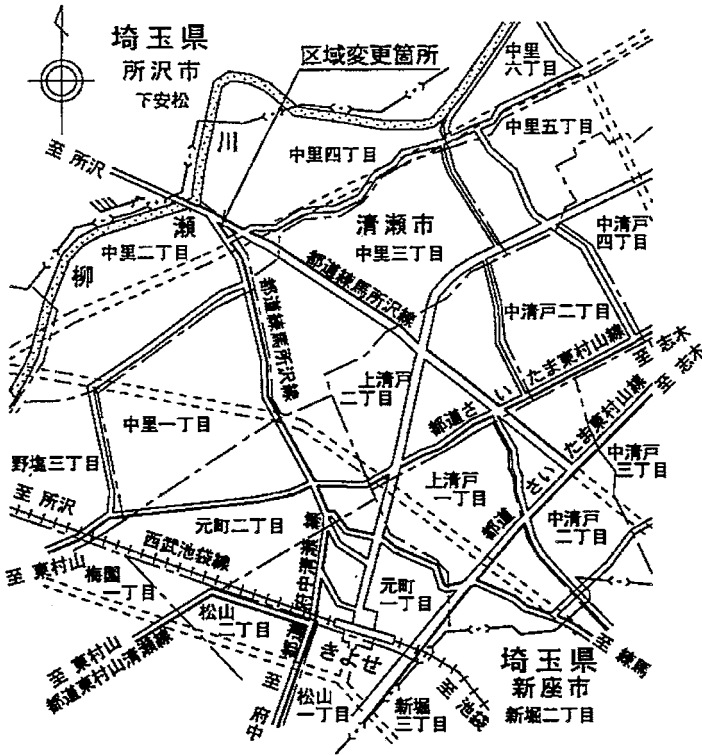 埼玉県
所沢市
下安松
区域変更箇所
中里
六丁目
中里五丁目
川
中里四丁目
至 所沢
瀬
清瀬市
中里三丁目
中清戸
四丁目
中里二丁目
柳
都道練馬所沢線
都道練馬所沢線
中清戸二丁目
至 志木
都道さいたま東村山線
至 志木
上清戸
二丁目
中里一丁目
都道さいたま東村山線
野塩三丁目
中清戸
三丁目
至 所沢
上清戸
一丁目
元町二丁目
西武池袋線
中清戸
二丁目
至 東村山
梅園
一丁目
都道府中清瀬線
元町
一丁目
松山
二丁目
至 東村山
都道東村山清瀬線
きよせ
至 練馬
埼玉県
新座市
新堀二丁目
至 府中
松山
一丁目
新堀
三丁目
至 池袋